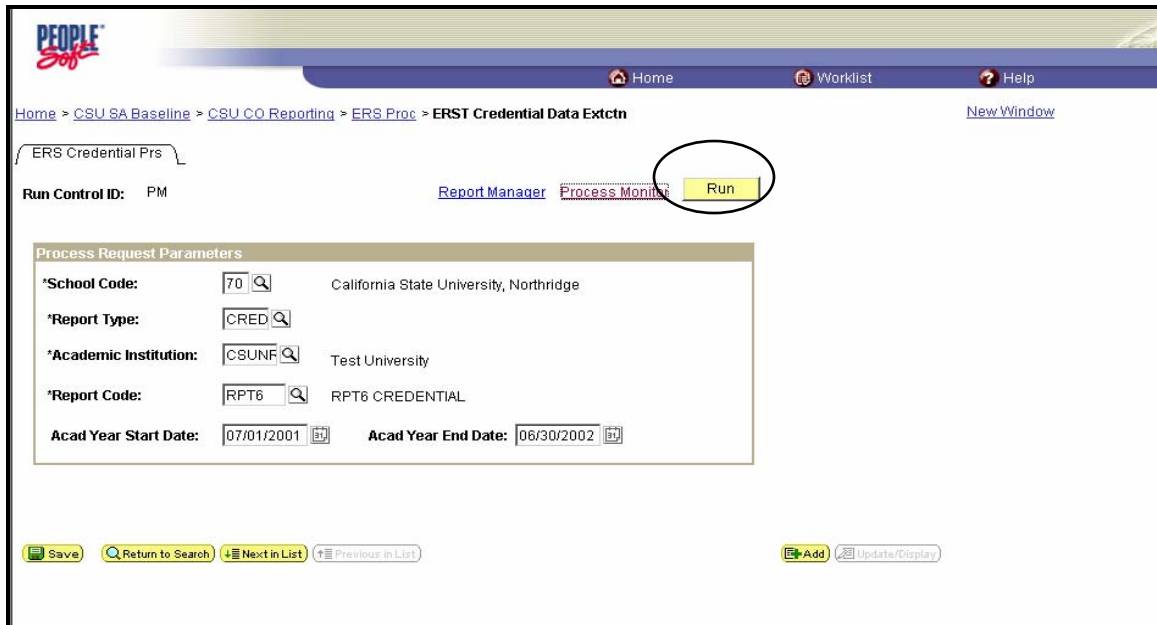 PEOPLE
Soft
Home Worklist Help
Home > CSU SA Baseline > CSU CO Reporting > ERS Proc > ERST Credential Data Extctn New Window
ERS Credential Prs
Run Control ID: PM Report Manager Process Monitor Run
Process Request Parameters
*School Code: 70 California State University, Northridge
*Report Type: CRED
*Academic Institution: CSUNR Test University
*Report Code: RPT6 RPT6 CREDENTIAL
Acad Year Start Date: 07/01/2001 Acad Year End Date: 06/30/2002
Save Return to Search Next in List Previous in List Add Update/Display